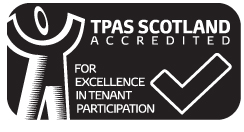 TPAS SCOTLAND
ACCREDITED
FOR
EXCELLENCE
IN TENANT
PARTICIPATION